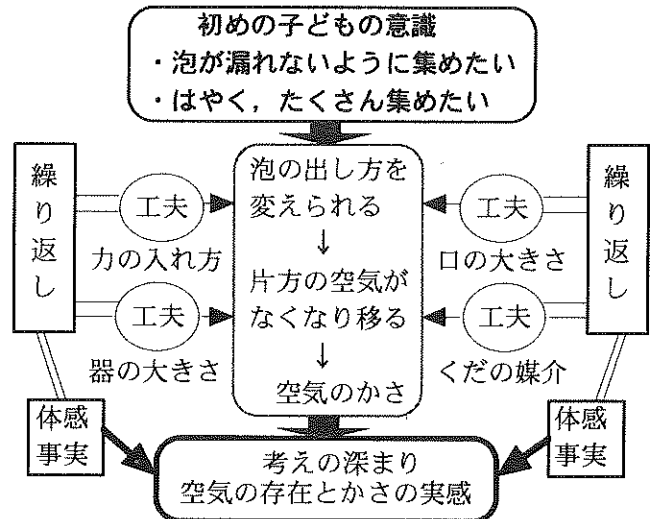 初めの子どもの意識
・泡が漏れないように集めたい
・はやく，たくさん集めたい
繰り返し
工夫
力の入れ方
工夫
器の大きさ
体感
事実
泡の出し方を
変えられる
↓
片方の空気が
なくなり移る
↓
空気のかさ
工夫
口の大きさ
工夫
くだの媒介
繰り返し
体感
事実
考えの深まり
空気の存在とかさの実感